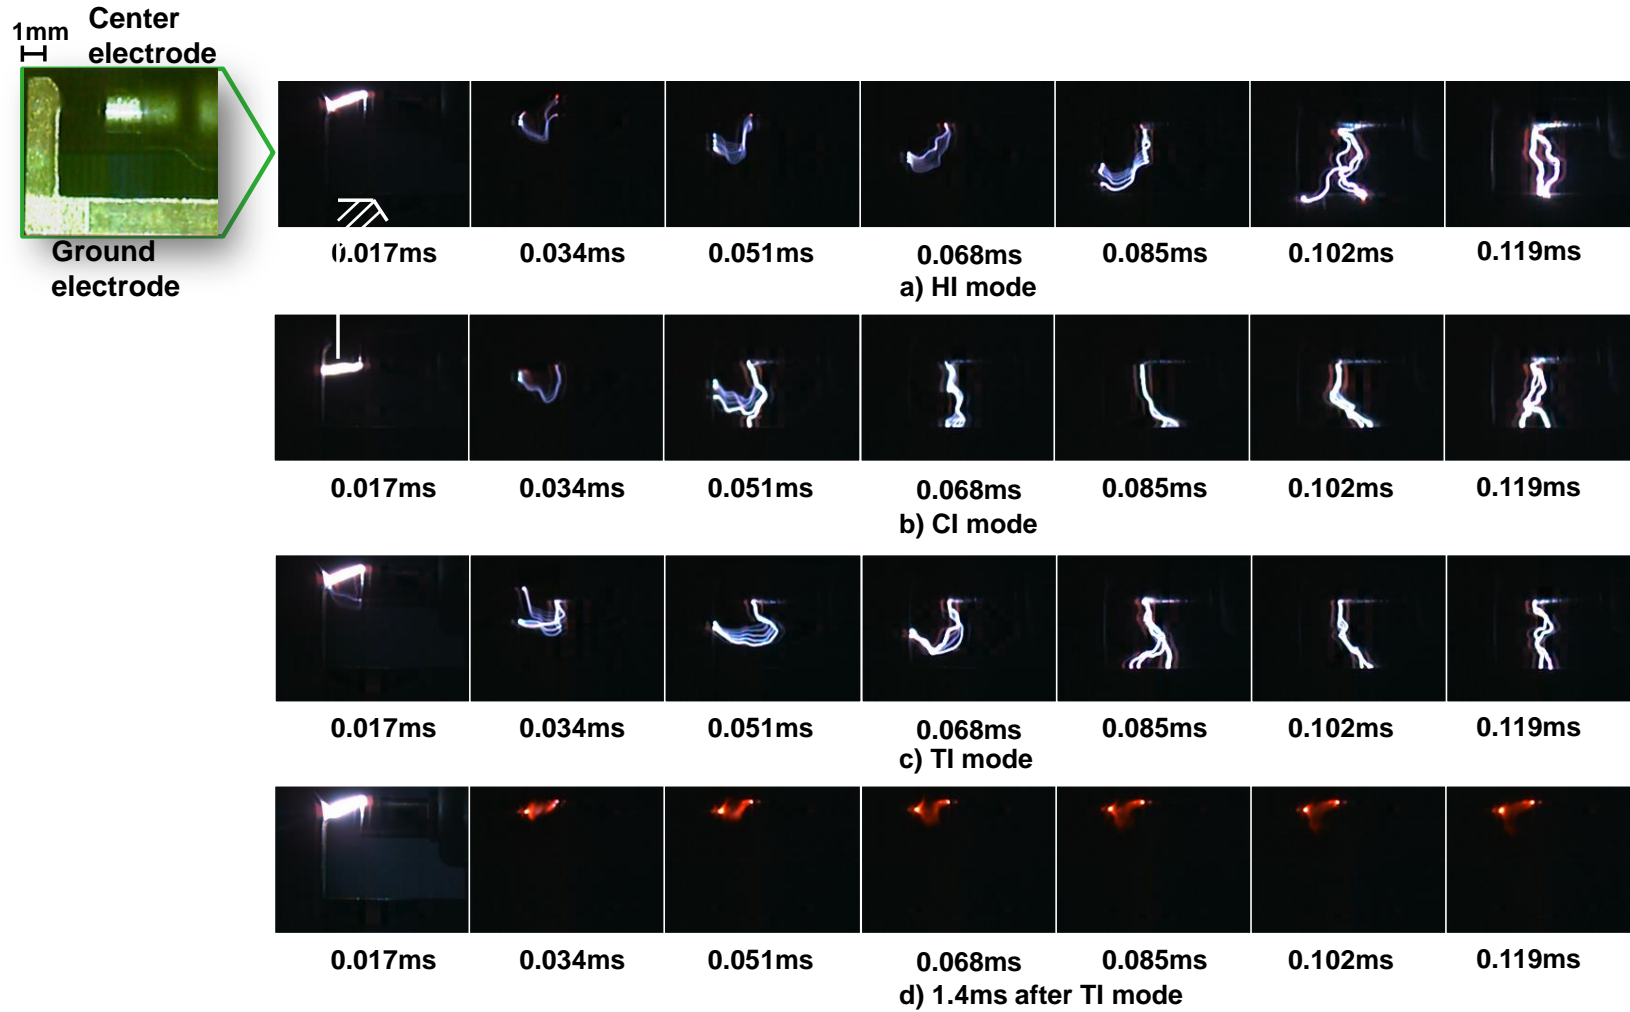 Center
1mm
electrode
Ground
electrode
0.017ms 0.034ms 0.051ms 0.068ms 0.085ms 0.102ms 0.119ms
a) HI mode
0.017ms 0.034ms 0.051ms 0.068ms 0.085ms 0.102ms 0.119ms
b) CI mode
0.017ms 0.034ms 0.051ms 0.068ms 0.085ms 0.102ms 0.119ms
c) TI mode
0.017ms 0.034ms 0.051ms 0.068ms 0.085ms 0.102ms 0.119ms
d) 1.4ms after TI mode